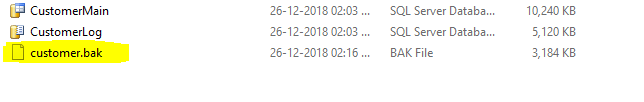 CustomerMain 26-12-2018 02:03 ... SQL Server Databa... 10,240 KB
CustomerLog 26-12-2018 02:03 ... SQL Server Databa... 5,120 KB
customer.bak 26-12-2018 02:16 ... BAK File 3,184 KB